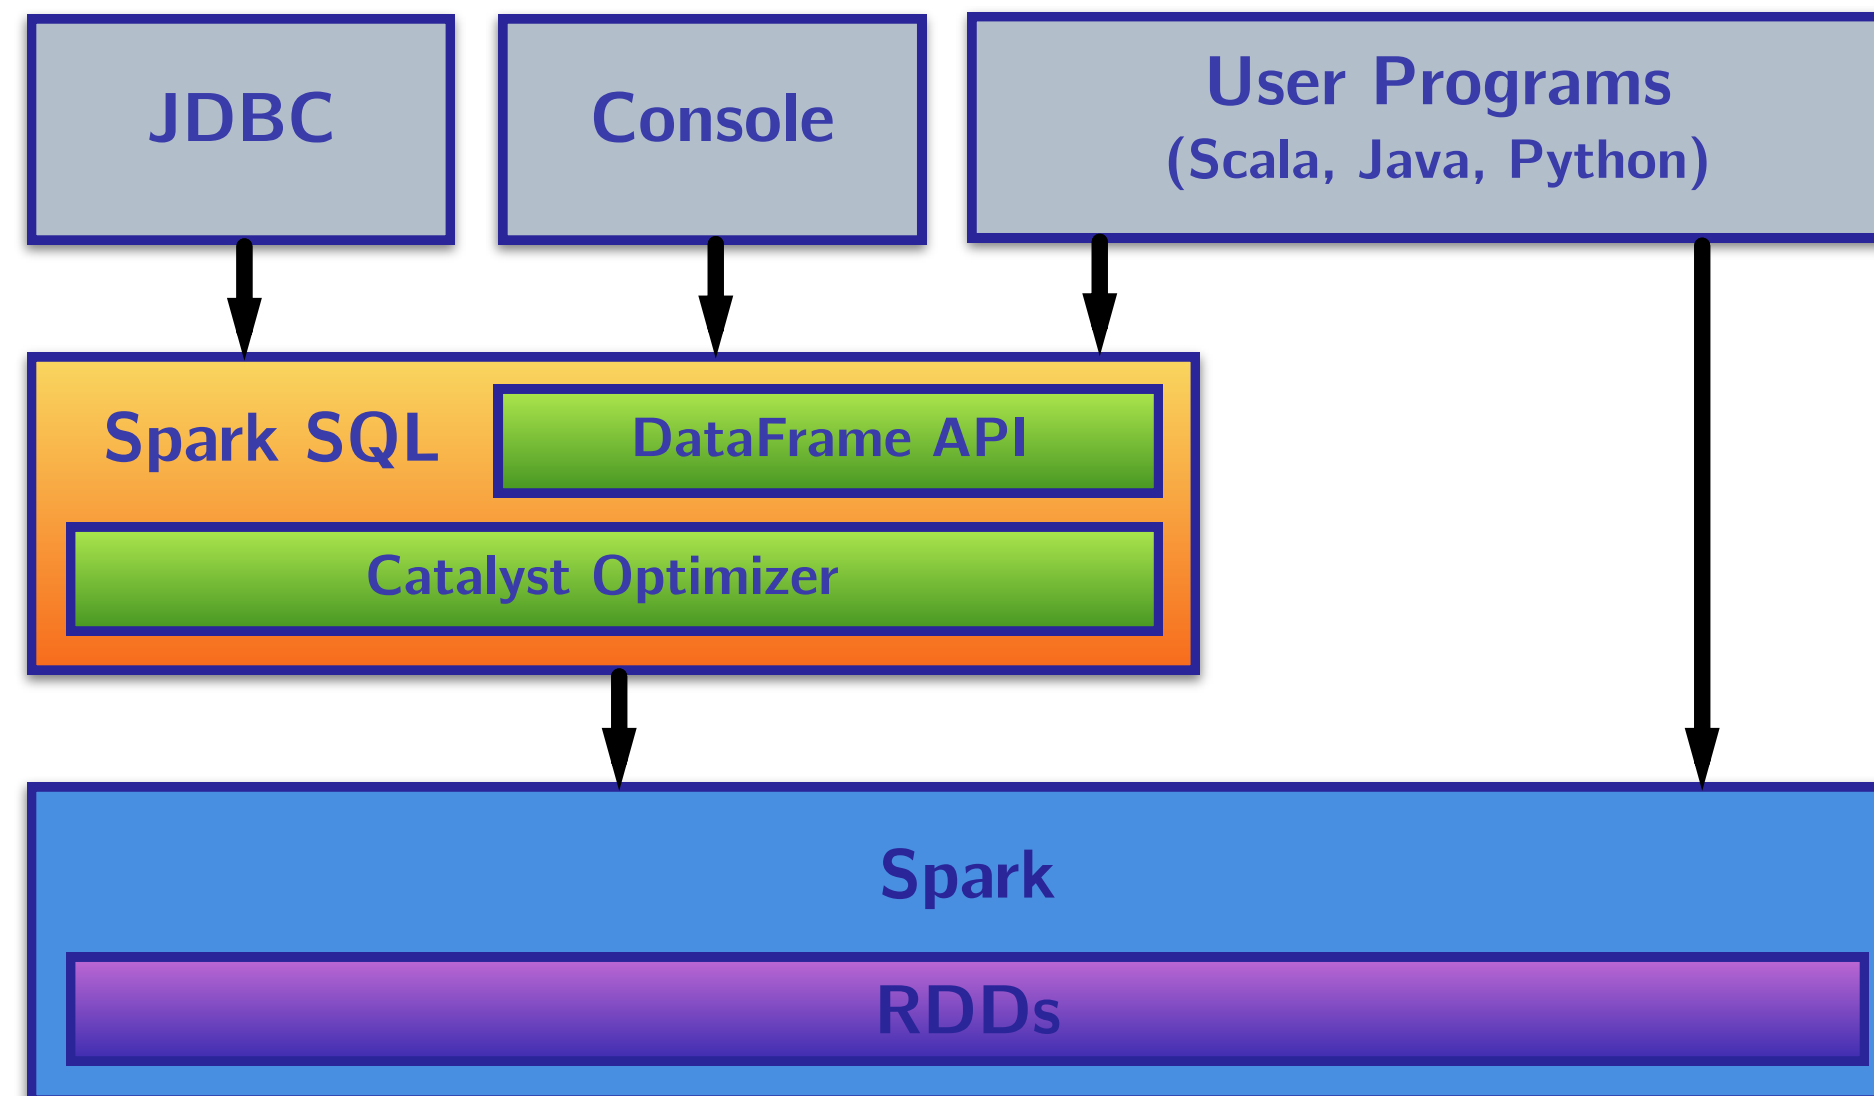 JDBC
Console
User Programs
(Scala, Java, Python)
Spark SQL
DataFrame API
Catalyst Optimizer
Spark
RDDs